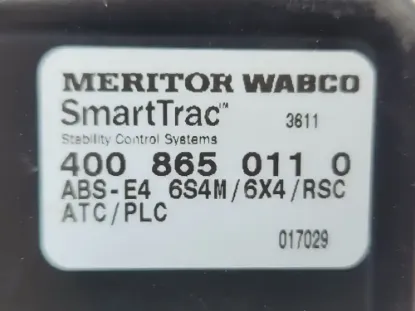 MERITOR WABCO
SmartTrac™ 3611
Stability Control Systems
400 865 011 0
ABS-E4 6S4M/6X4/RSC
ATC/PLC
017029